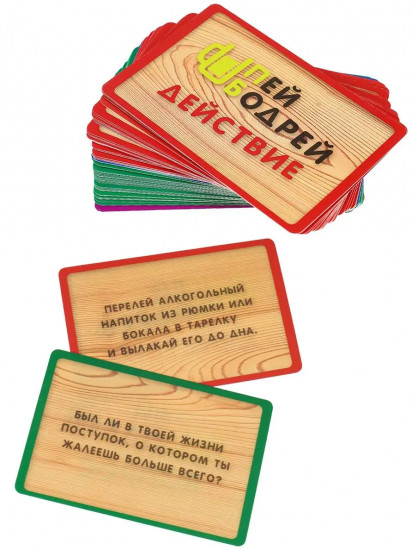 ПЕЙ
БОДРЕЙ
ДЕЙСТВИЕ
ПЕРЕЛЕЙ АЛКОГОЛЬНЫЙ
НАПИТОК ИЗ РЮМКИ ИЛИ
БОКАЛА В ТАРЕЛКУ
И ВЫЛАКАЙ ЕГО ДО ДНА.
БЫЛ ЛИ В ТВОЕЙ ЖИЗНИ
ПОСТУПОК, О КОТОРОМ ТЫ
ЖАЛЕЕШЬ БОЛЬШЕ ВСЕГО?